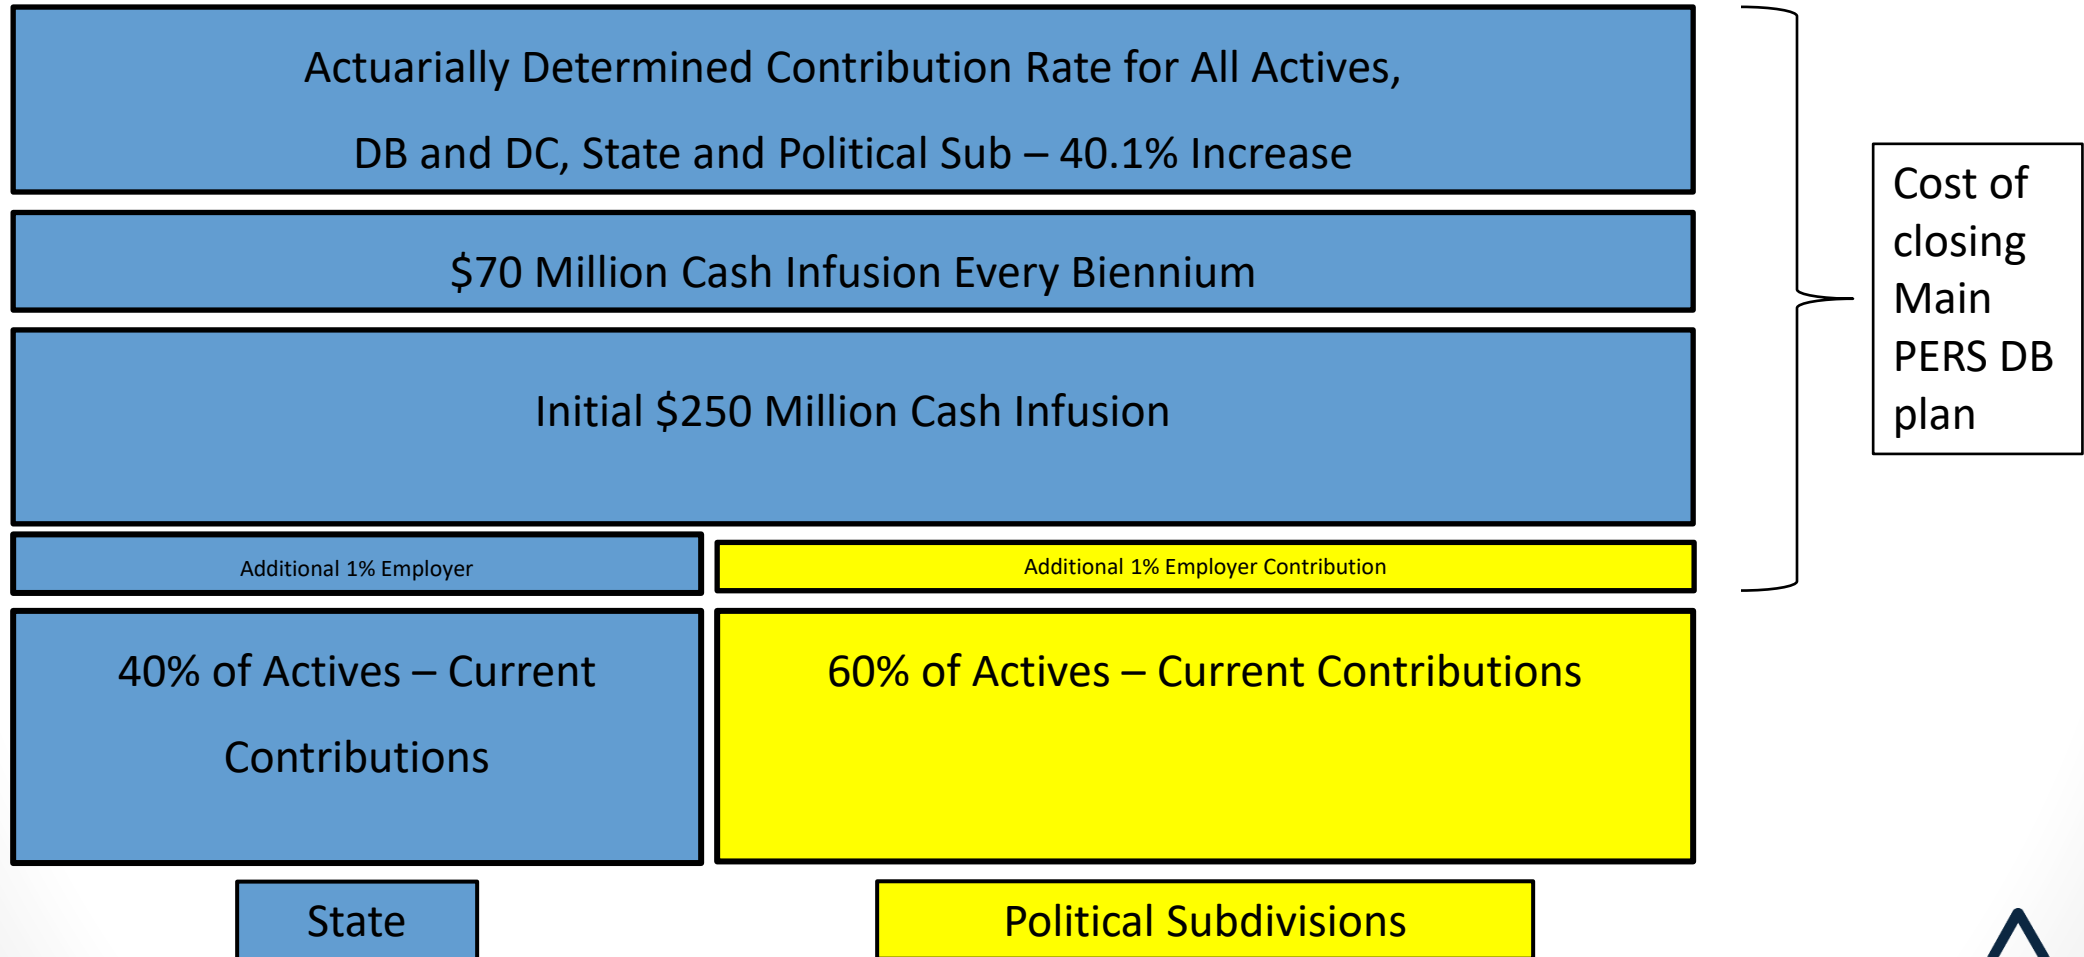 Actuarially Determined Contribution Rate for All Actives,
DB and DC, State and Political Sub – 40.1% Increase
$70 Million Cash Infusion Every Biennium
Initial $250 Million Cash Infusion
Additional 1% Employer
Additional 1% Employer Contribution
40% of Actives – Current
Contributions
60% of Actives – Current Contributions
State
Political Subdivisions
Cost of
closing
Main
PERS DB
plan